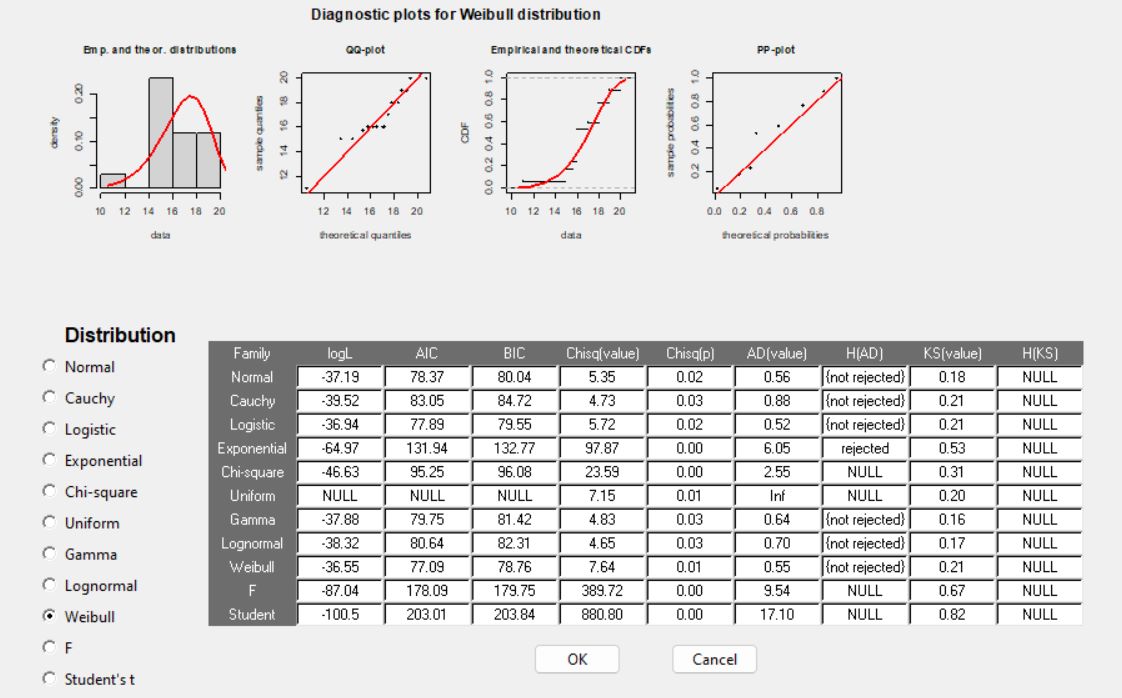 Diagnostic plots for Weibull distribution
Emp. and theor. distributions
QQ-plot
Empirical and theoretical CDFs
PP-plot
density
0.00 0.10 0.20
10 12 14 16 18 20
data
sample quantiles
12 14 16 18 20
12 14 16 18 20
theoretical quantiles
CDF
0.0 0.2 0.4 0.6 0.8 1.0
10 12 14 16 18 20
data
sample probabilities
0.2 0.4 0.6 0.8 1.0
0.0 0.2 0.4 0.6 0.8
theoretical probabilities
Distribution
Normal
Cauchy
Logistic
Exponential
Chi-square
Uniform
Gamma
Lognormal
Weibull
F
Student's t
Family logL AIC BIC Chisq(value) Chisq(p) AD(value) H(AD) KS(value) H(KS)
Normal -37.19 78.37 80.04 5.35 0.02 0.56 {not rejected} 0.18 NULL
Cauchy -39.52 83.05 84.72 4.73 0.03 0.88 {not rejected} 0.21 NULL
Logistic -36.94 77.89 79.55 5.72 0.02 0.52 {not rejected} 0.21 NULL
Exponential -64.97 131.94 132.77 97.87 0.00 6.05 rejected 0.53 NULL
Chi-square -46.63 95.25 96.08 23.59 0.00 2.55 NULL 0.31 NULL
Uniform NULL NULL NULL 7.15 0.01 Inf NULL 0.20 NULL
Gamma -37.88 79.75 81.42 4.83 0.03 0.64 {not rejected} 0.16 NULL
Lognormal -38.32 80.64 82.31 4.65 0.03 0.70 {not rejected} 0.17 NULL
Weibull -36.55 77.09 78.76 7.64 0.01 0.55 {not rejected} 0.21 NULL
F -87.04 178.09 179.75 389.72 0.00 9.54 NULL 0.67 NULL
Student -100.5 203.01 203.84 880.80 0.00 17.10 NULL 0.82 NULL
OK
Cancel